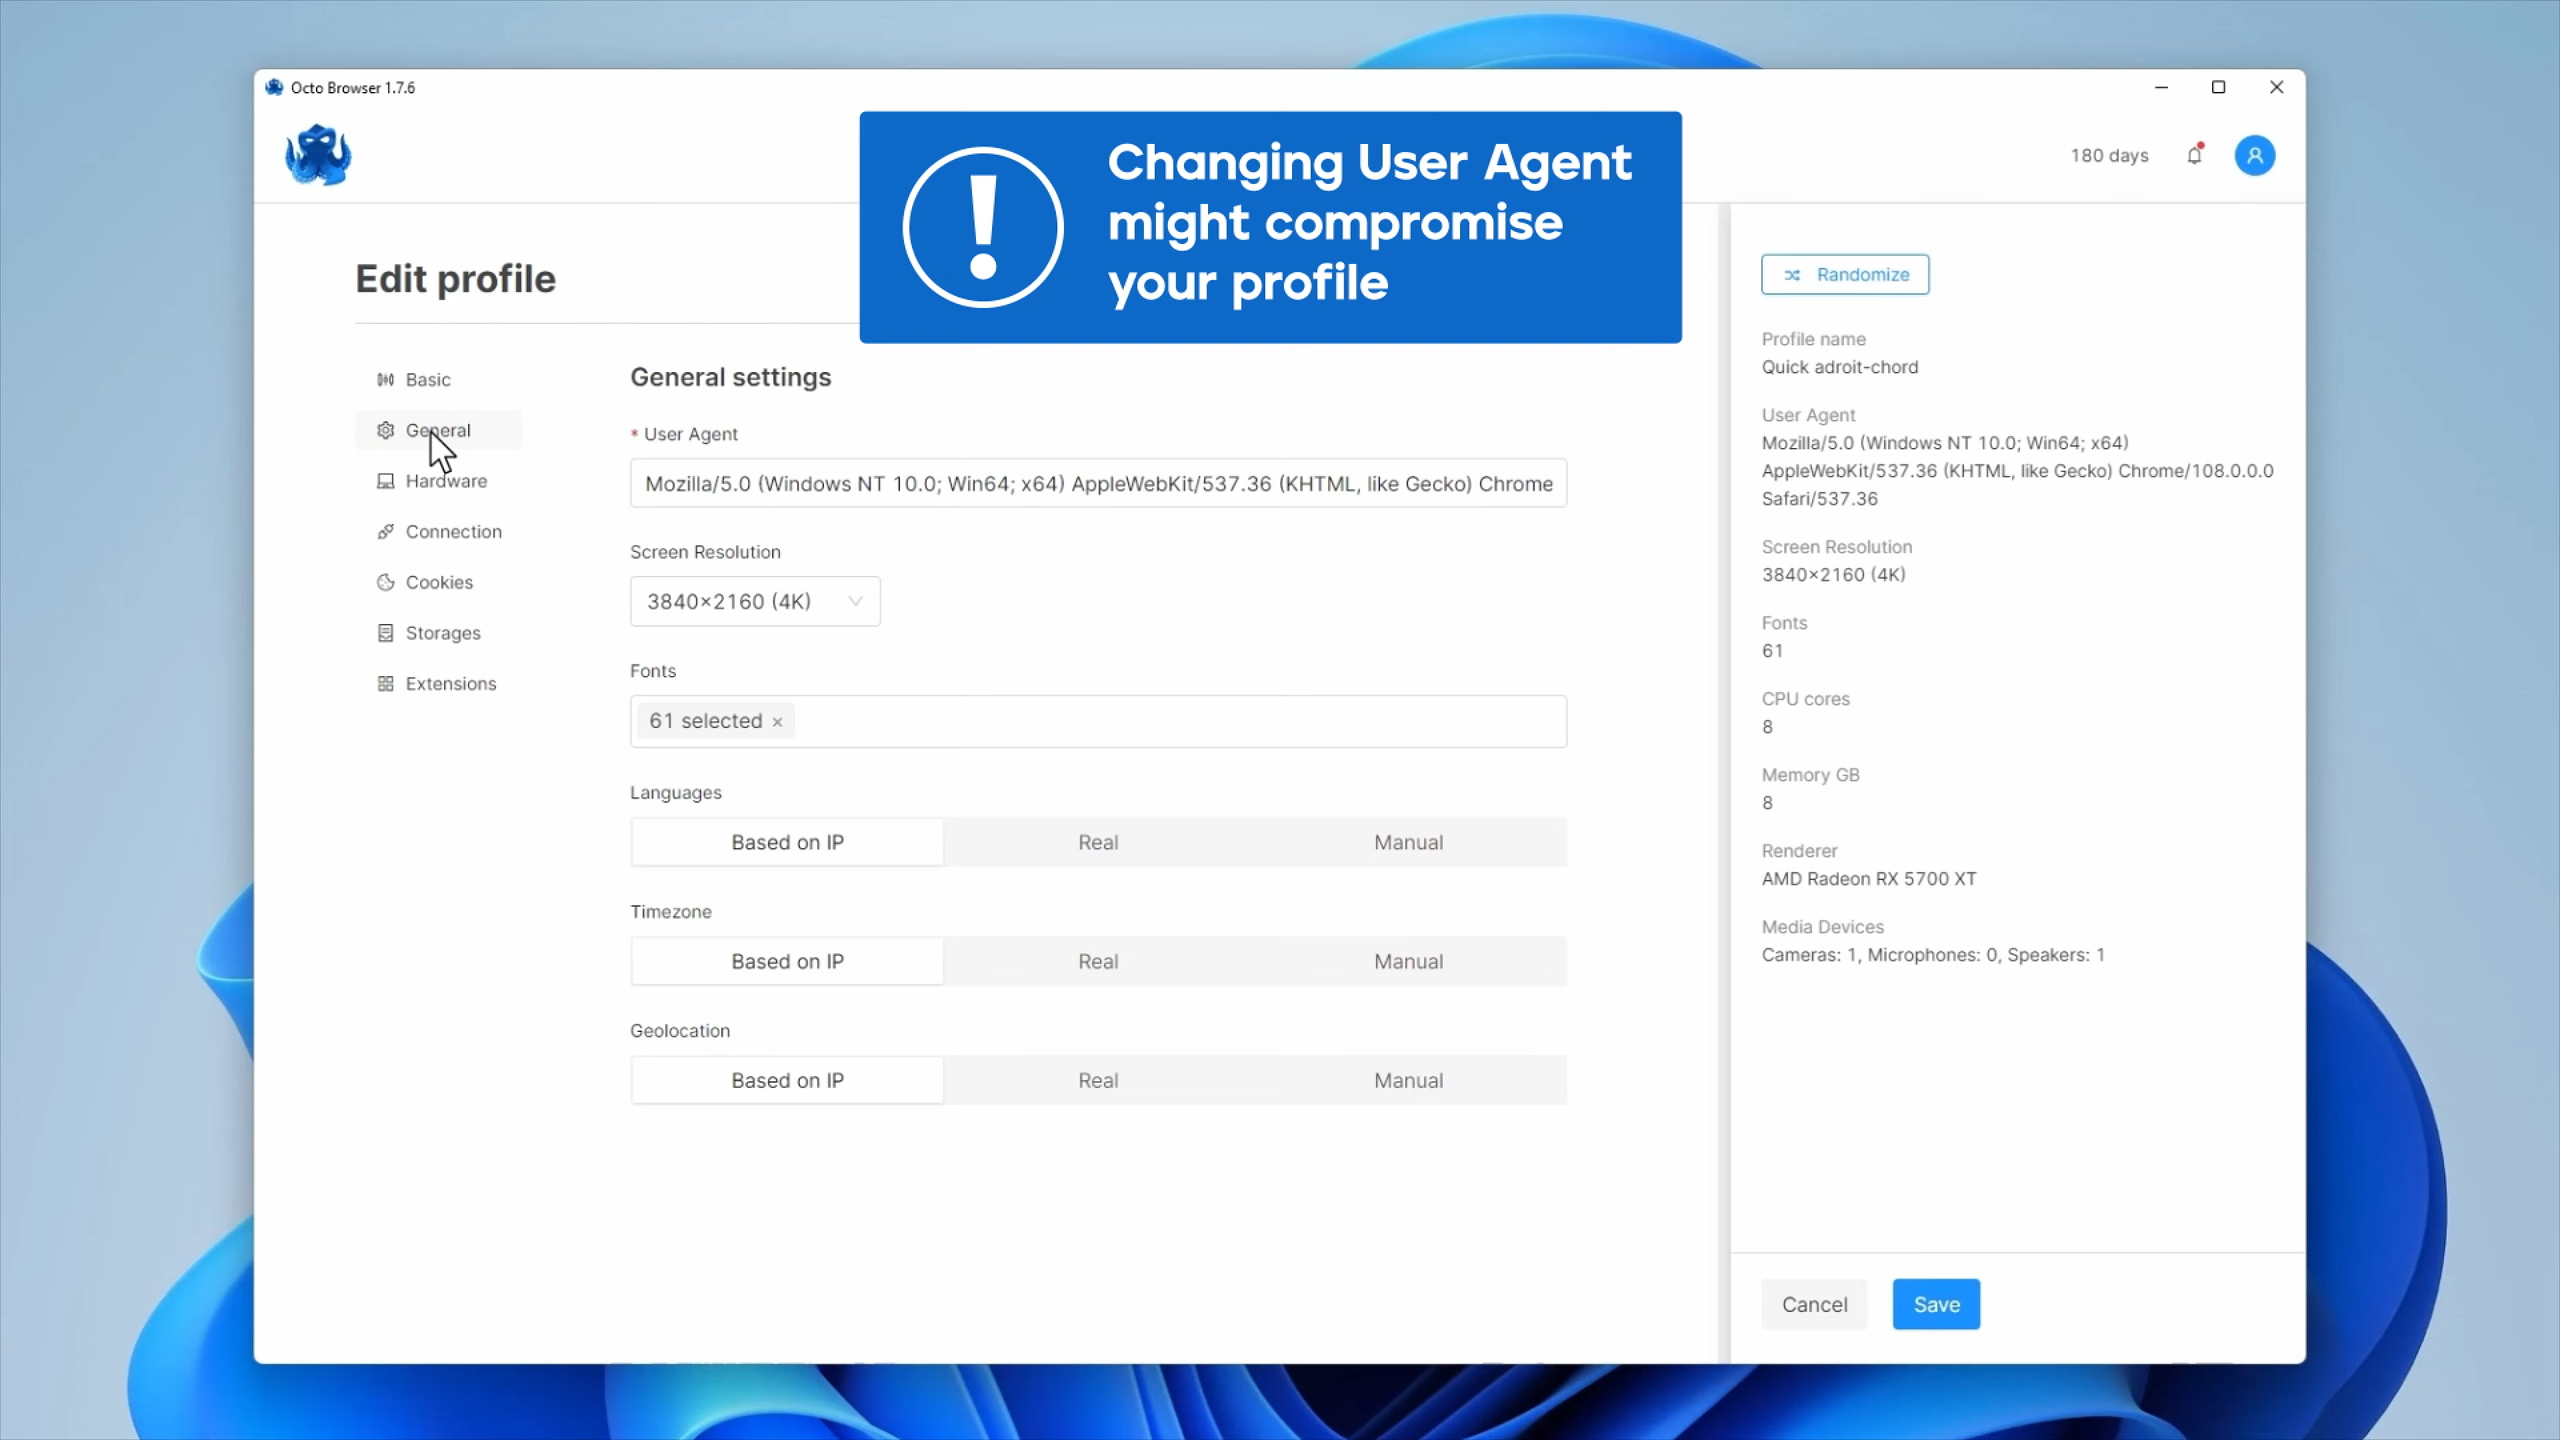 Octo Browser 1.7.6
Changing User Agent
might compromise
your profile
180 days
Edit profile
Basic
General
Hardware
Connection
Cookies
Storages
Extensions
General settings
* User Agent
Mozilla/5.0 (Windows NT 10.0; Win64; x64) AppleWebKit/537.36 (KHTML, like Gecko) Chrome
Screen Resolution
3840×2160 (4K)
Fonts
61 selected ×
Languages
Based on IP Real Manual
Timezone
Based on IP Real Manual
Geolocation
Based on IP Real Manual
Randomize
Profile name
Quick adroit-chord
User Agent
Mozilla/5.0 (Windows NT 10.0; Win64; x64)
AppleWebKit/537.36 (KHTML, like Gecko) Chrome/108.0.0.0
Safari/537.36
Screen Resolution
3840×2160 (4K)
Fonts
61
CPU cores
8
Memory GB
8
Renderer
AMD Radeon RX 5700 XT
Media Devices
Cameras: 1, Microphones: 0, Speakers: 1
Cancel Save